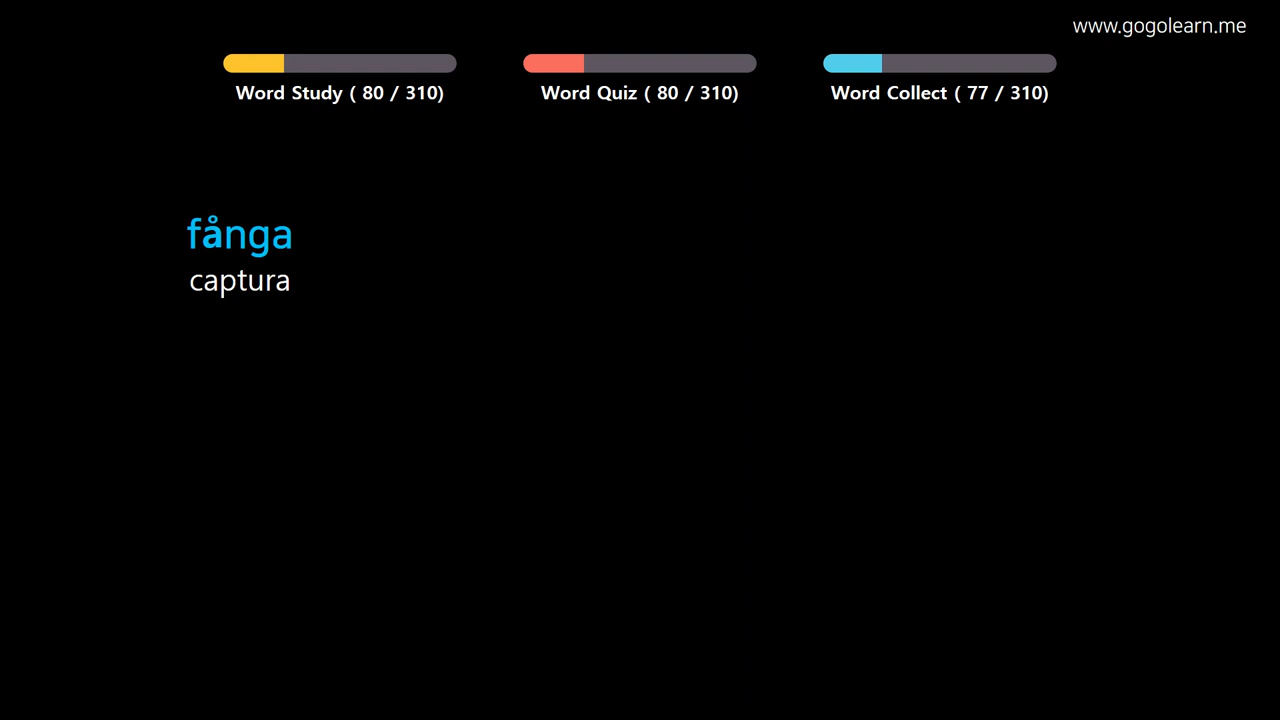 www.gogolearn.me
Word Study ( 80 / 310)
Word Quiz ( 80 / 310)
Word Collect ( 77 / 310)
fånga
captura